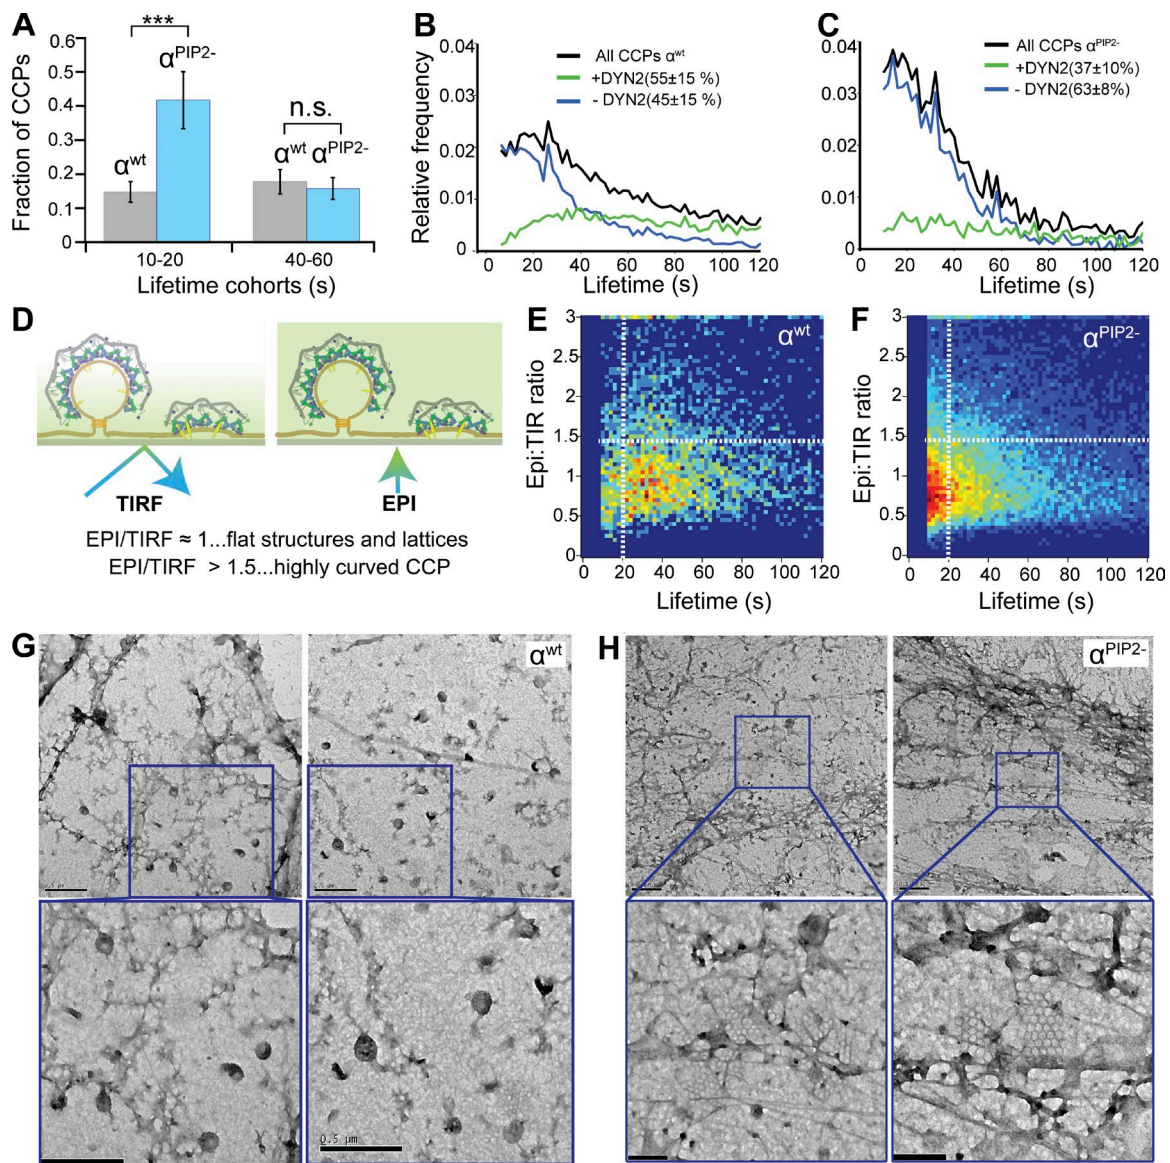 A
***
α^PIP2-
n.s.
α^wt
α^wt α^PIP2-
Fraction of CCPs
0.6
0.5
0.4
0.3
0.2
0.1
0
10-20
40-60
Lifetime cohorts (s)
B
All CCPs α^wt
+DYN2(55±15 %)
- DYN2(45±15 %)
Relative frequency
0.04
0.03
0.02
0.01
0
0 20 40 60 80 100 120
Lifetime (s)
C
All CCPs α^PIP2-
+DYN2(37±10%)
- DYN2(63±8%)
0.04
0.03
0.02
0.01
0
0 20 40 60 80 100 120
Lifetime (s)
D
TIRF
EPI
EPI/TIRF ≈ 1...flat structures and lattices
EPI/TIRF > 1.5...highly curved CCP
E
α^wt
Epi:TIR ratio
3
2.5
2
1.5
1
0.5
0
0 20 40 60 80 100 120
Lifetime (s)
F
α^PIP2-
Epi:TIR ratio
3
2.5
2
1.5
1
0.5
0
0 20 40 60 80 100 120
Lifetime (s)
G
α^wt
0.5 μm
H
α^PIP2-